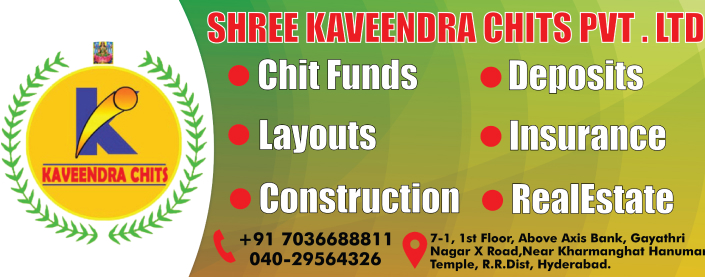 SHREE KAVEENDRA CHITS PVT . LTD
Chit Funds
Deposits
Layouts
Insurance
Construction
RealEstate
K
KAVEENDRA CHITS
+91 7036688811
040-29564326
7-1, 1st Floor, Above Axis Bank, Gayathri
Nagar X Road,Near Kharmanghat Hanuman
Temple, R.R.Dist, Hyderabad.